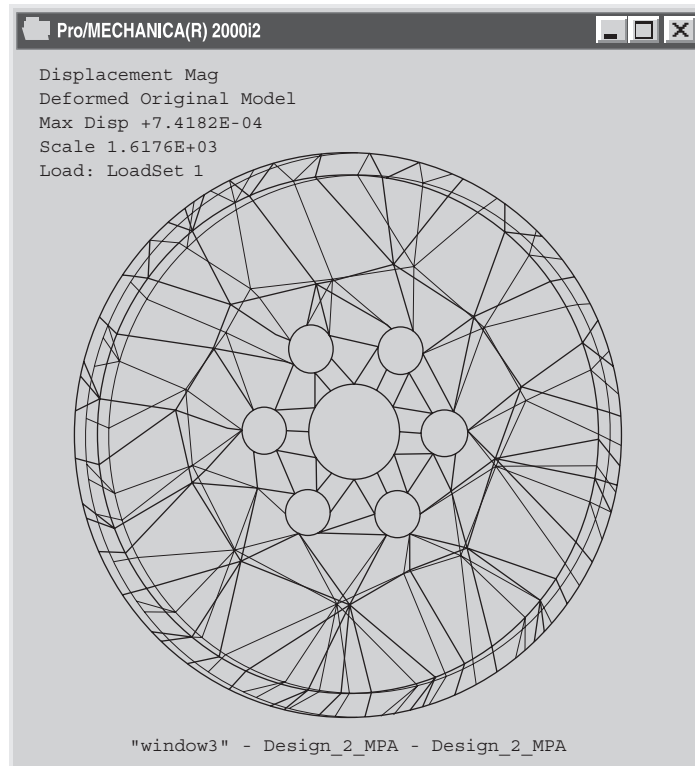 Pro/MECHANICA(R) 2000i2
Displacement Mag
Deformed Original Model
Max Disp +7.4182E-04
Scale 1.6176E+03
Load: LoadSet 1
"window3" - Design_2_MPA - Design_2_MPA